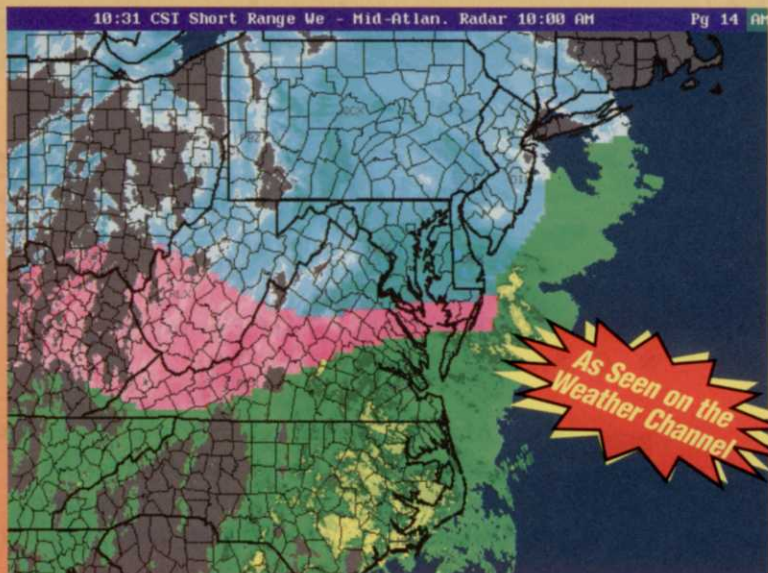 10:31 CST Short Range We - Mid-Atlan. Radar 10:00 AM Pg 14 AM
As Seen on the
Weather Channel